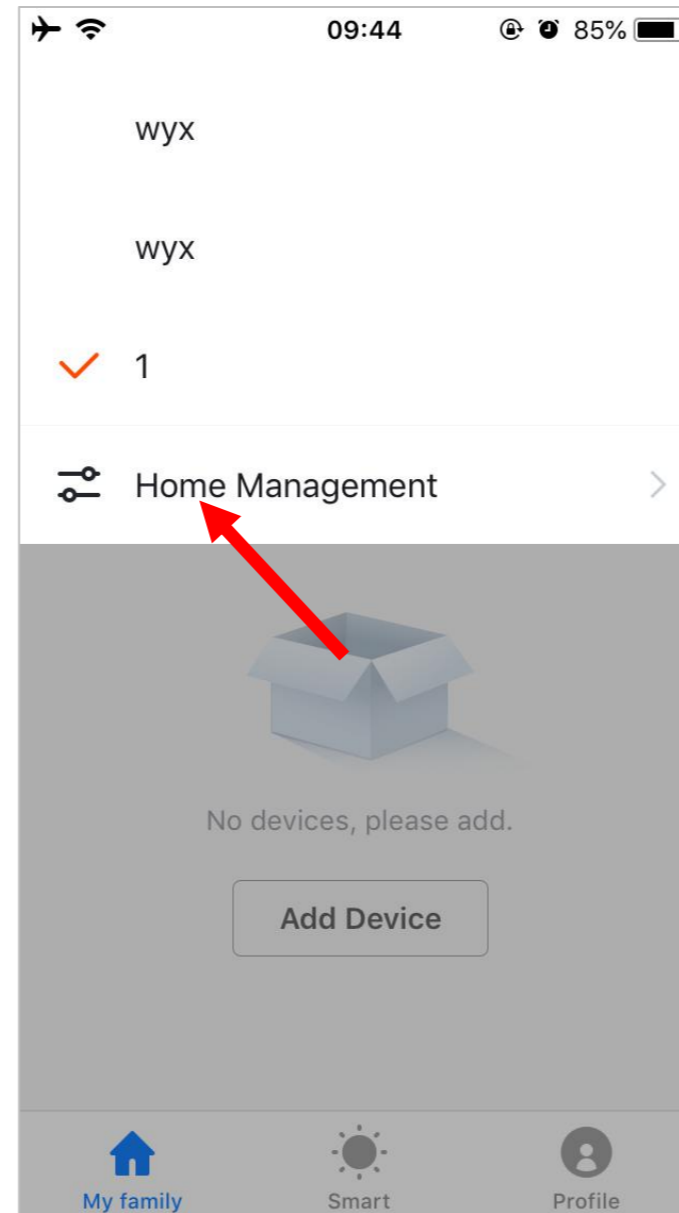 09:44 85%
wyx
wyx
1
Home Management
No devices, please add.
Add Device
My family Smart Profile